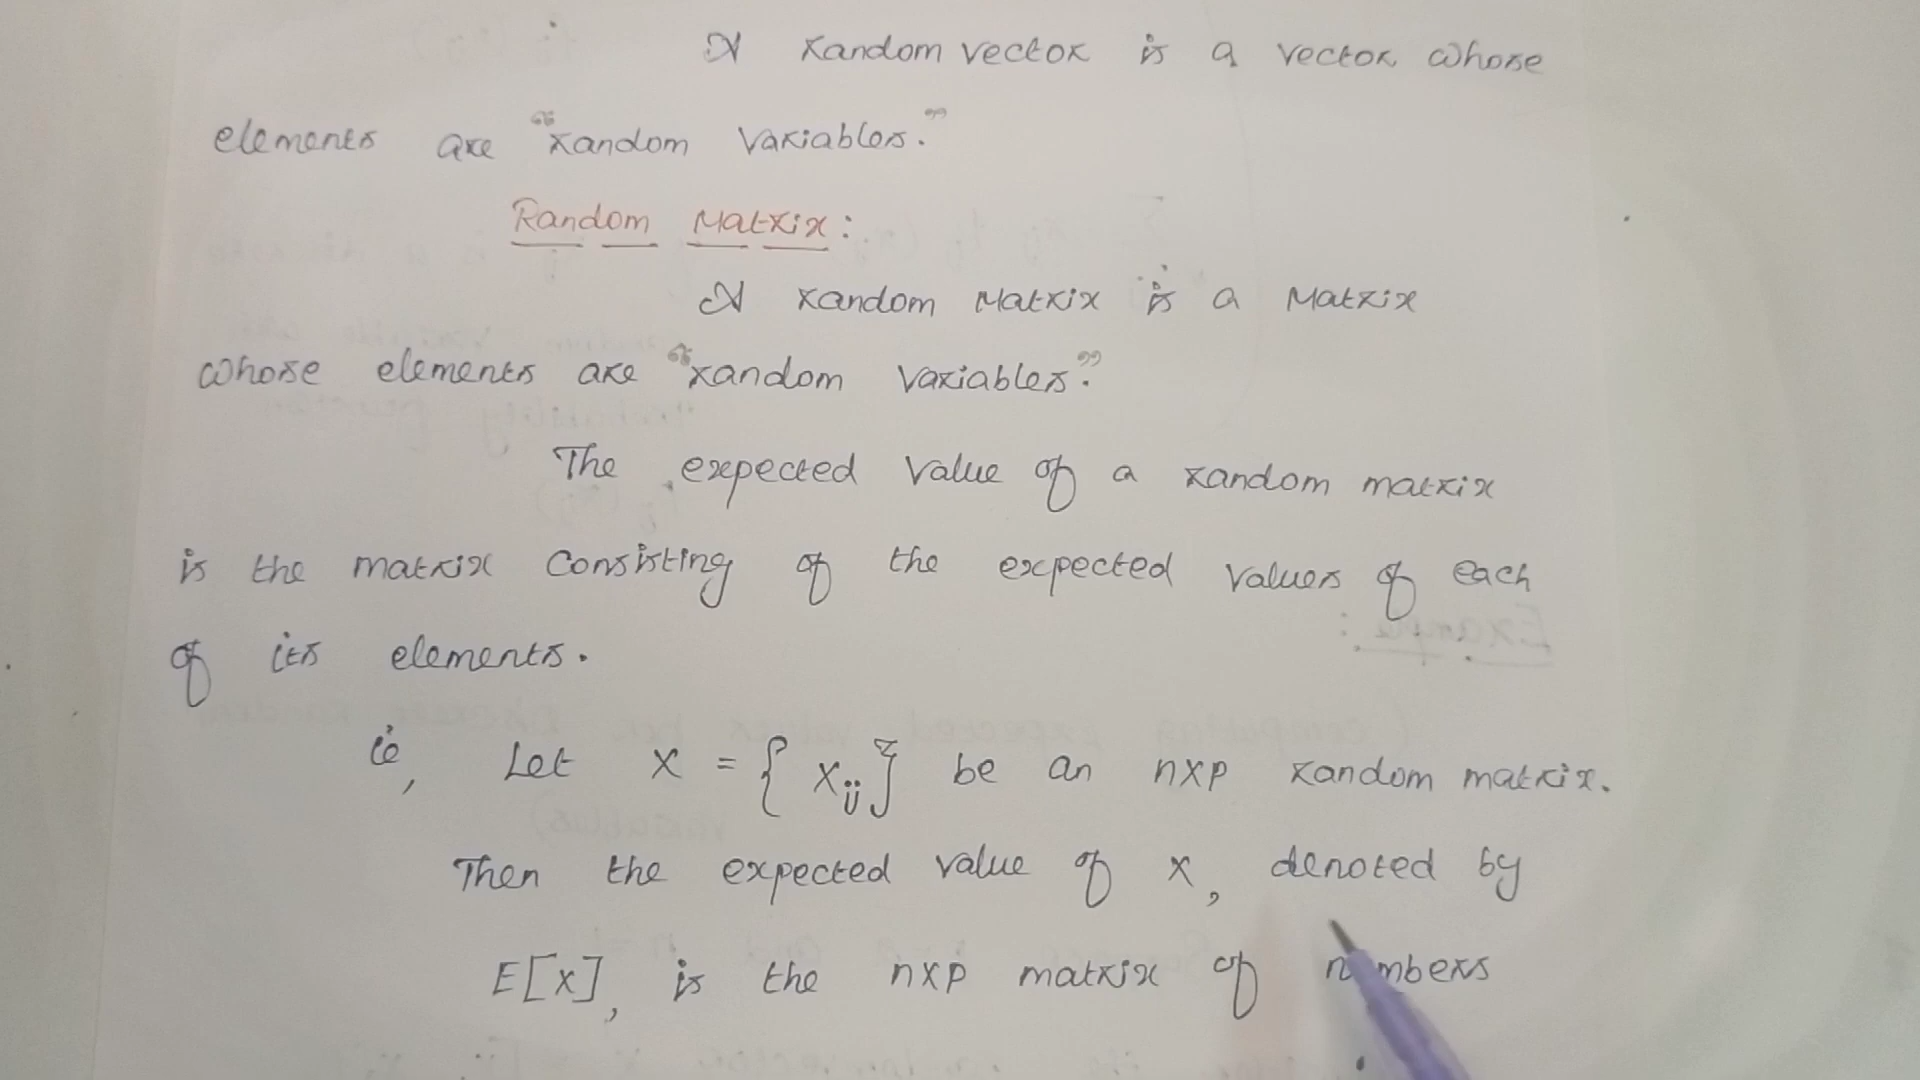 A random vector is a vector whose
elements are "random variables."
Random Matrix:
A random Matrix is a Matrix
whose elements are "random variables."
The expected value of a random matrix
is the matrix consisting of the expected values of each
of its elements.
ie, Let X = { Xij } be an nxp random matrix.
Then the expected value of X, denoted by
E[X], is the nxp matrix of numbers